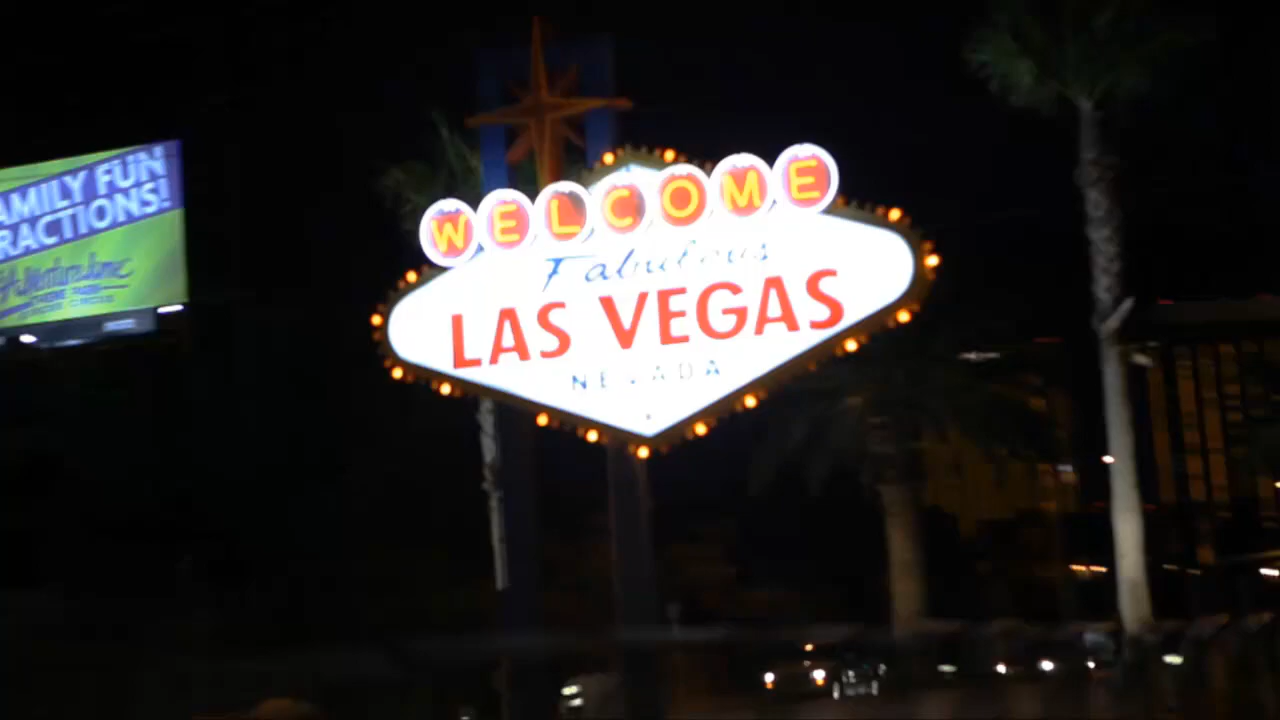 AMILY FUN
RACTIONS!
WELCOME
Fabulous
LAS VEGAS
NEVADA